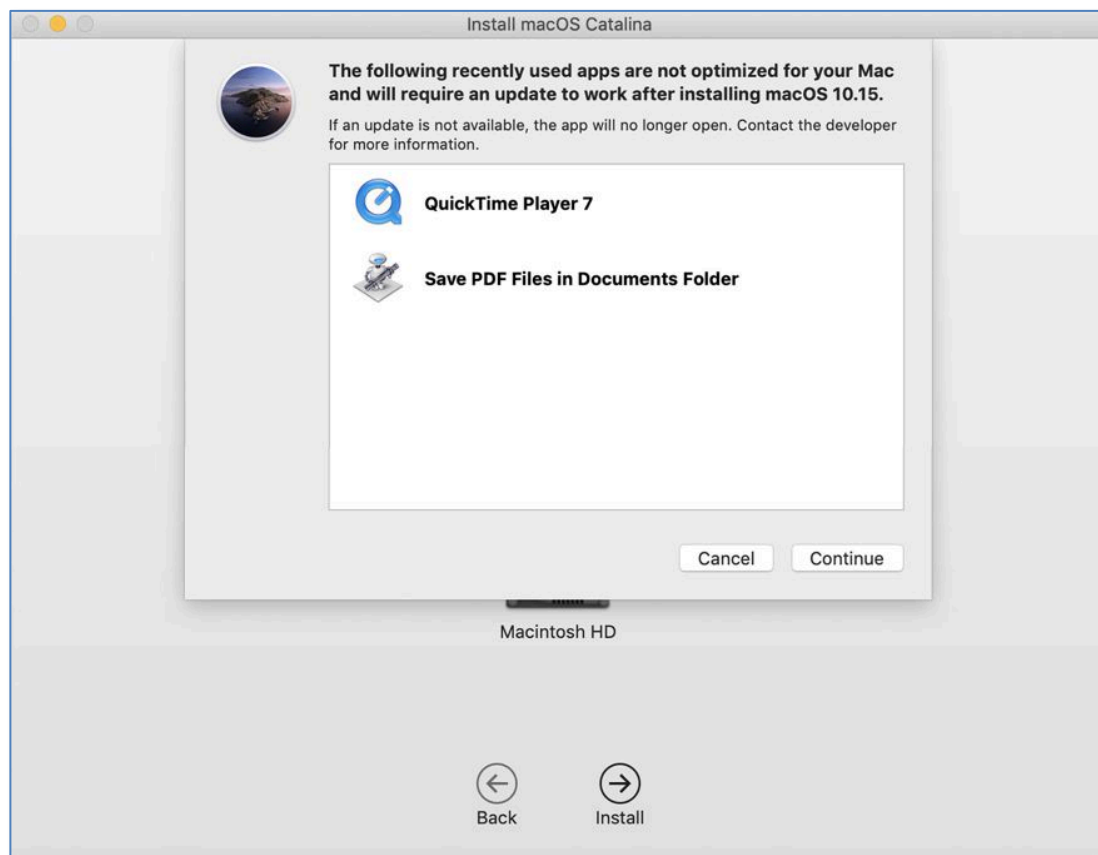 Install macOS Catalina
The following recently used apps are not optimized for your Mac
and will require an update to work after installing macOS 10.15.
If an update is not available, the app will no longer open. Contact the developer
for more information.
QuickTime Player 7
Save PDF Files in Documents Folder
Cancel Continue
Macintosh HD
Back Install